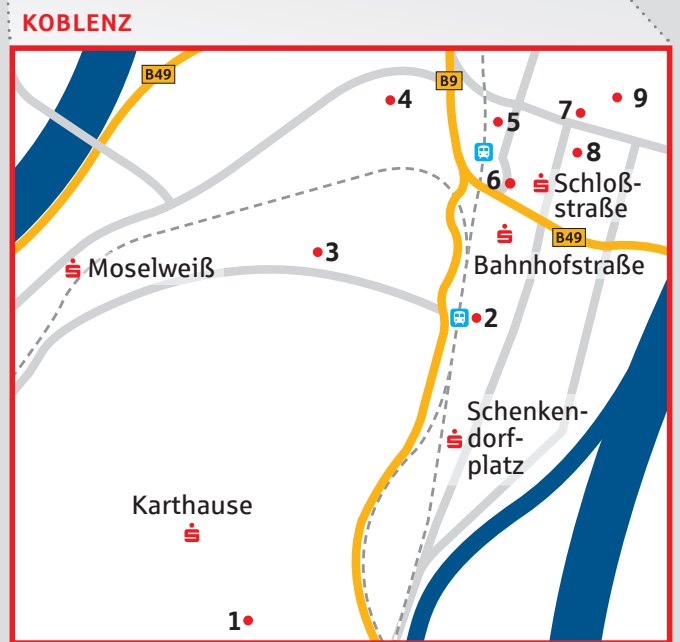 KOBLENZ
B49
B9
4
5
7
9
8
6
Schloß-
straße
B49
Bahnhofstraße
3
Moselweiß
2
Schenken-
dorf-
platz
Karthause
1